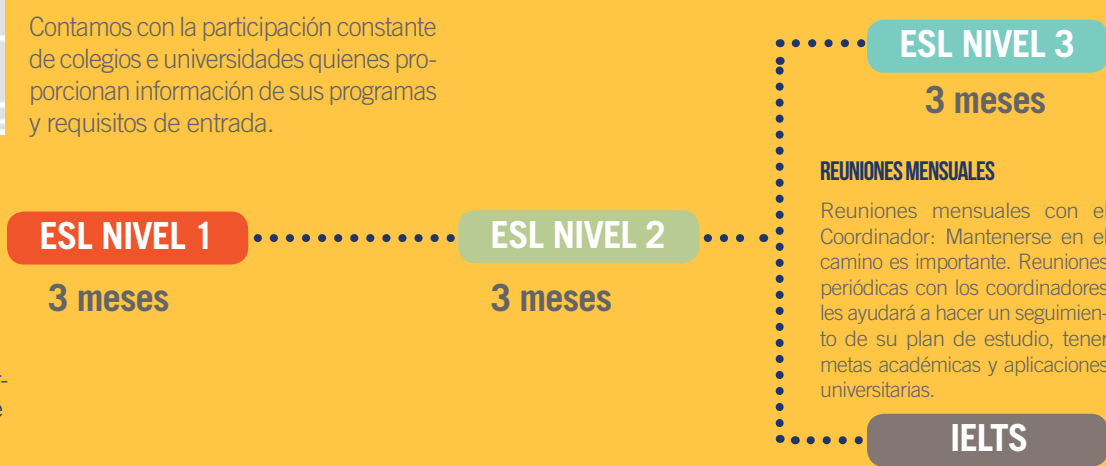 Contamos con la participación constante
de colegios e universidades quienes pro-
porcionan información de sus programas
y requisitos de entrada.
ESL NIVEL 1
3 meses
ESL NIVEL 2
3 meses
ESL NIVEL 3
3 meses
REUNIONES MENSUALES
Reuniones mensuales con el
Coordinador: Mantenerse en el
camino es importante. Reuniones
periódicas con los coordinadores
les ayudará a hacer un seguimien-
to de su plan de estudio, tener
metas académicas y aplicaciones
universitarias.
IELTS